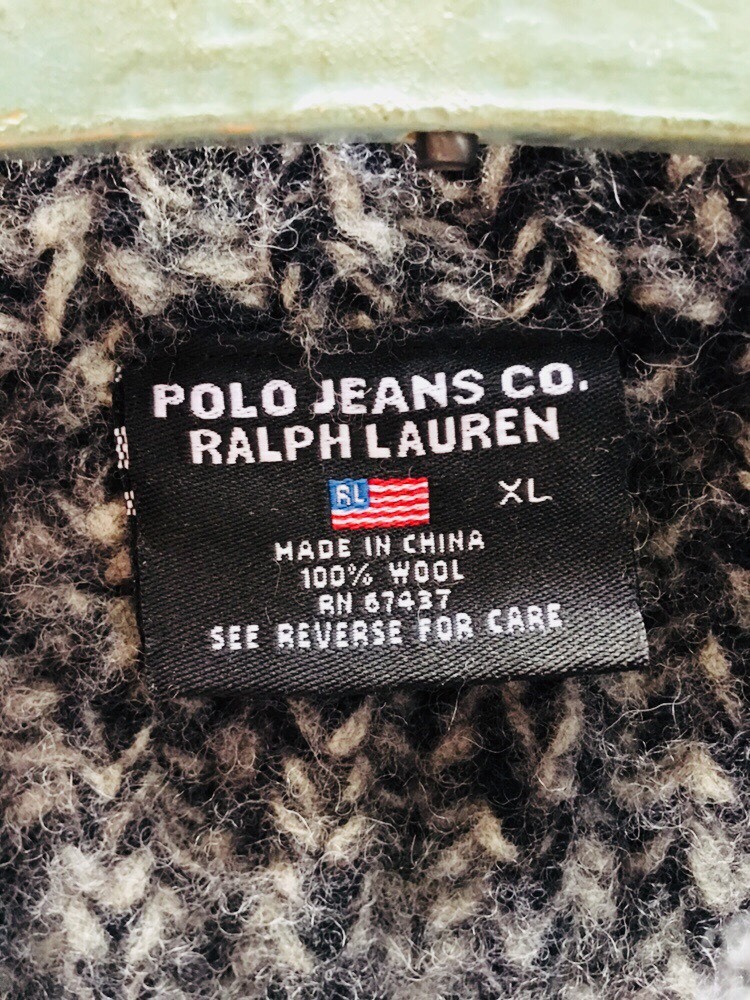 POLO JEANS CO.
RALPH LAUREN
RL XL
MADE IN CHINA
100% WOOL
RN 67437
SEE REVERSE FOR CARE